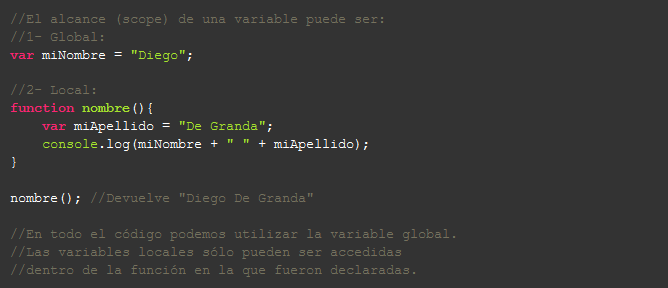 //El alcance (scope) de una variable puede ser:
//1- Global:
var miNombre = "Diego";
//2- Local:
function nombre(){
    var miApellido = "De Granda";
    console.log(miNombre + " " + miApellido);
}
nombre(); //Devuelve "Diego De Granda"
//En todo el código podemos utilizar la variable global.
//Las variables locales sólo pueden ser accedidas
//dentro de la función en la que fueron declaradas.